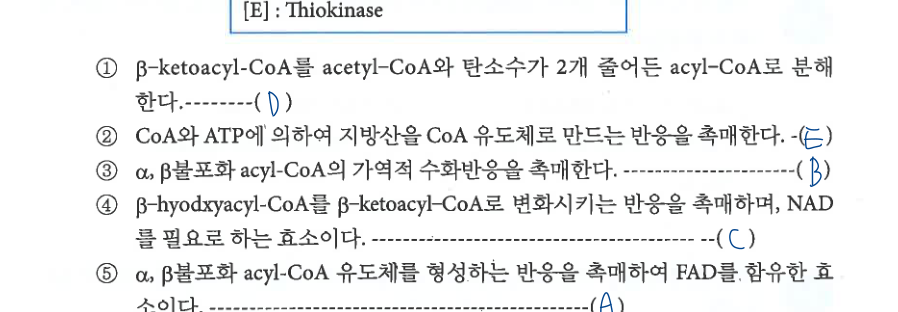 [E] : Thiokinase
① β-ketoacyl-CoA를 acetyl-CoA와 탄소수가 2개 줄어든 acyl-CoA로 분해
한다.--------( D )
② CoA와 ATP에 의하여 지방산을 CoA 유도체로 만드는 반응을 촉매한다. -(E)
③ α, β불포화 acyl-CoA의 가역적 수화반응을 촉매한다. ----------------------( B )
④ β-hyodxyacyl-CoA를 β-ketoacyl-CoA로 변화시키는 반응을 촉매하며, NAD
를 필요로 하는 효소이다. ----------------------------------------- --( C )
⑤ α, β불포화 acyl-CoA 유도체를 형성하는 반응을 촉매하여 FAD를 함유한 효
소이다. ------------------------------------------------(A)